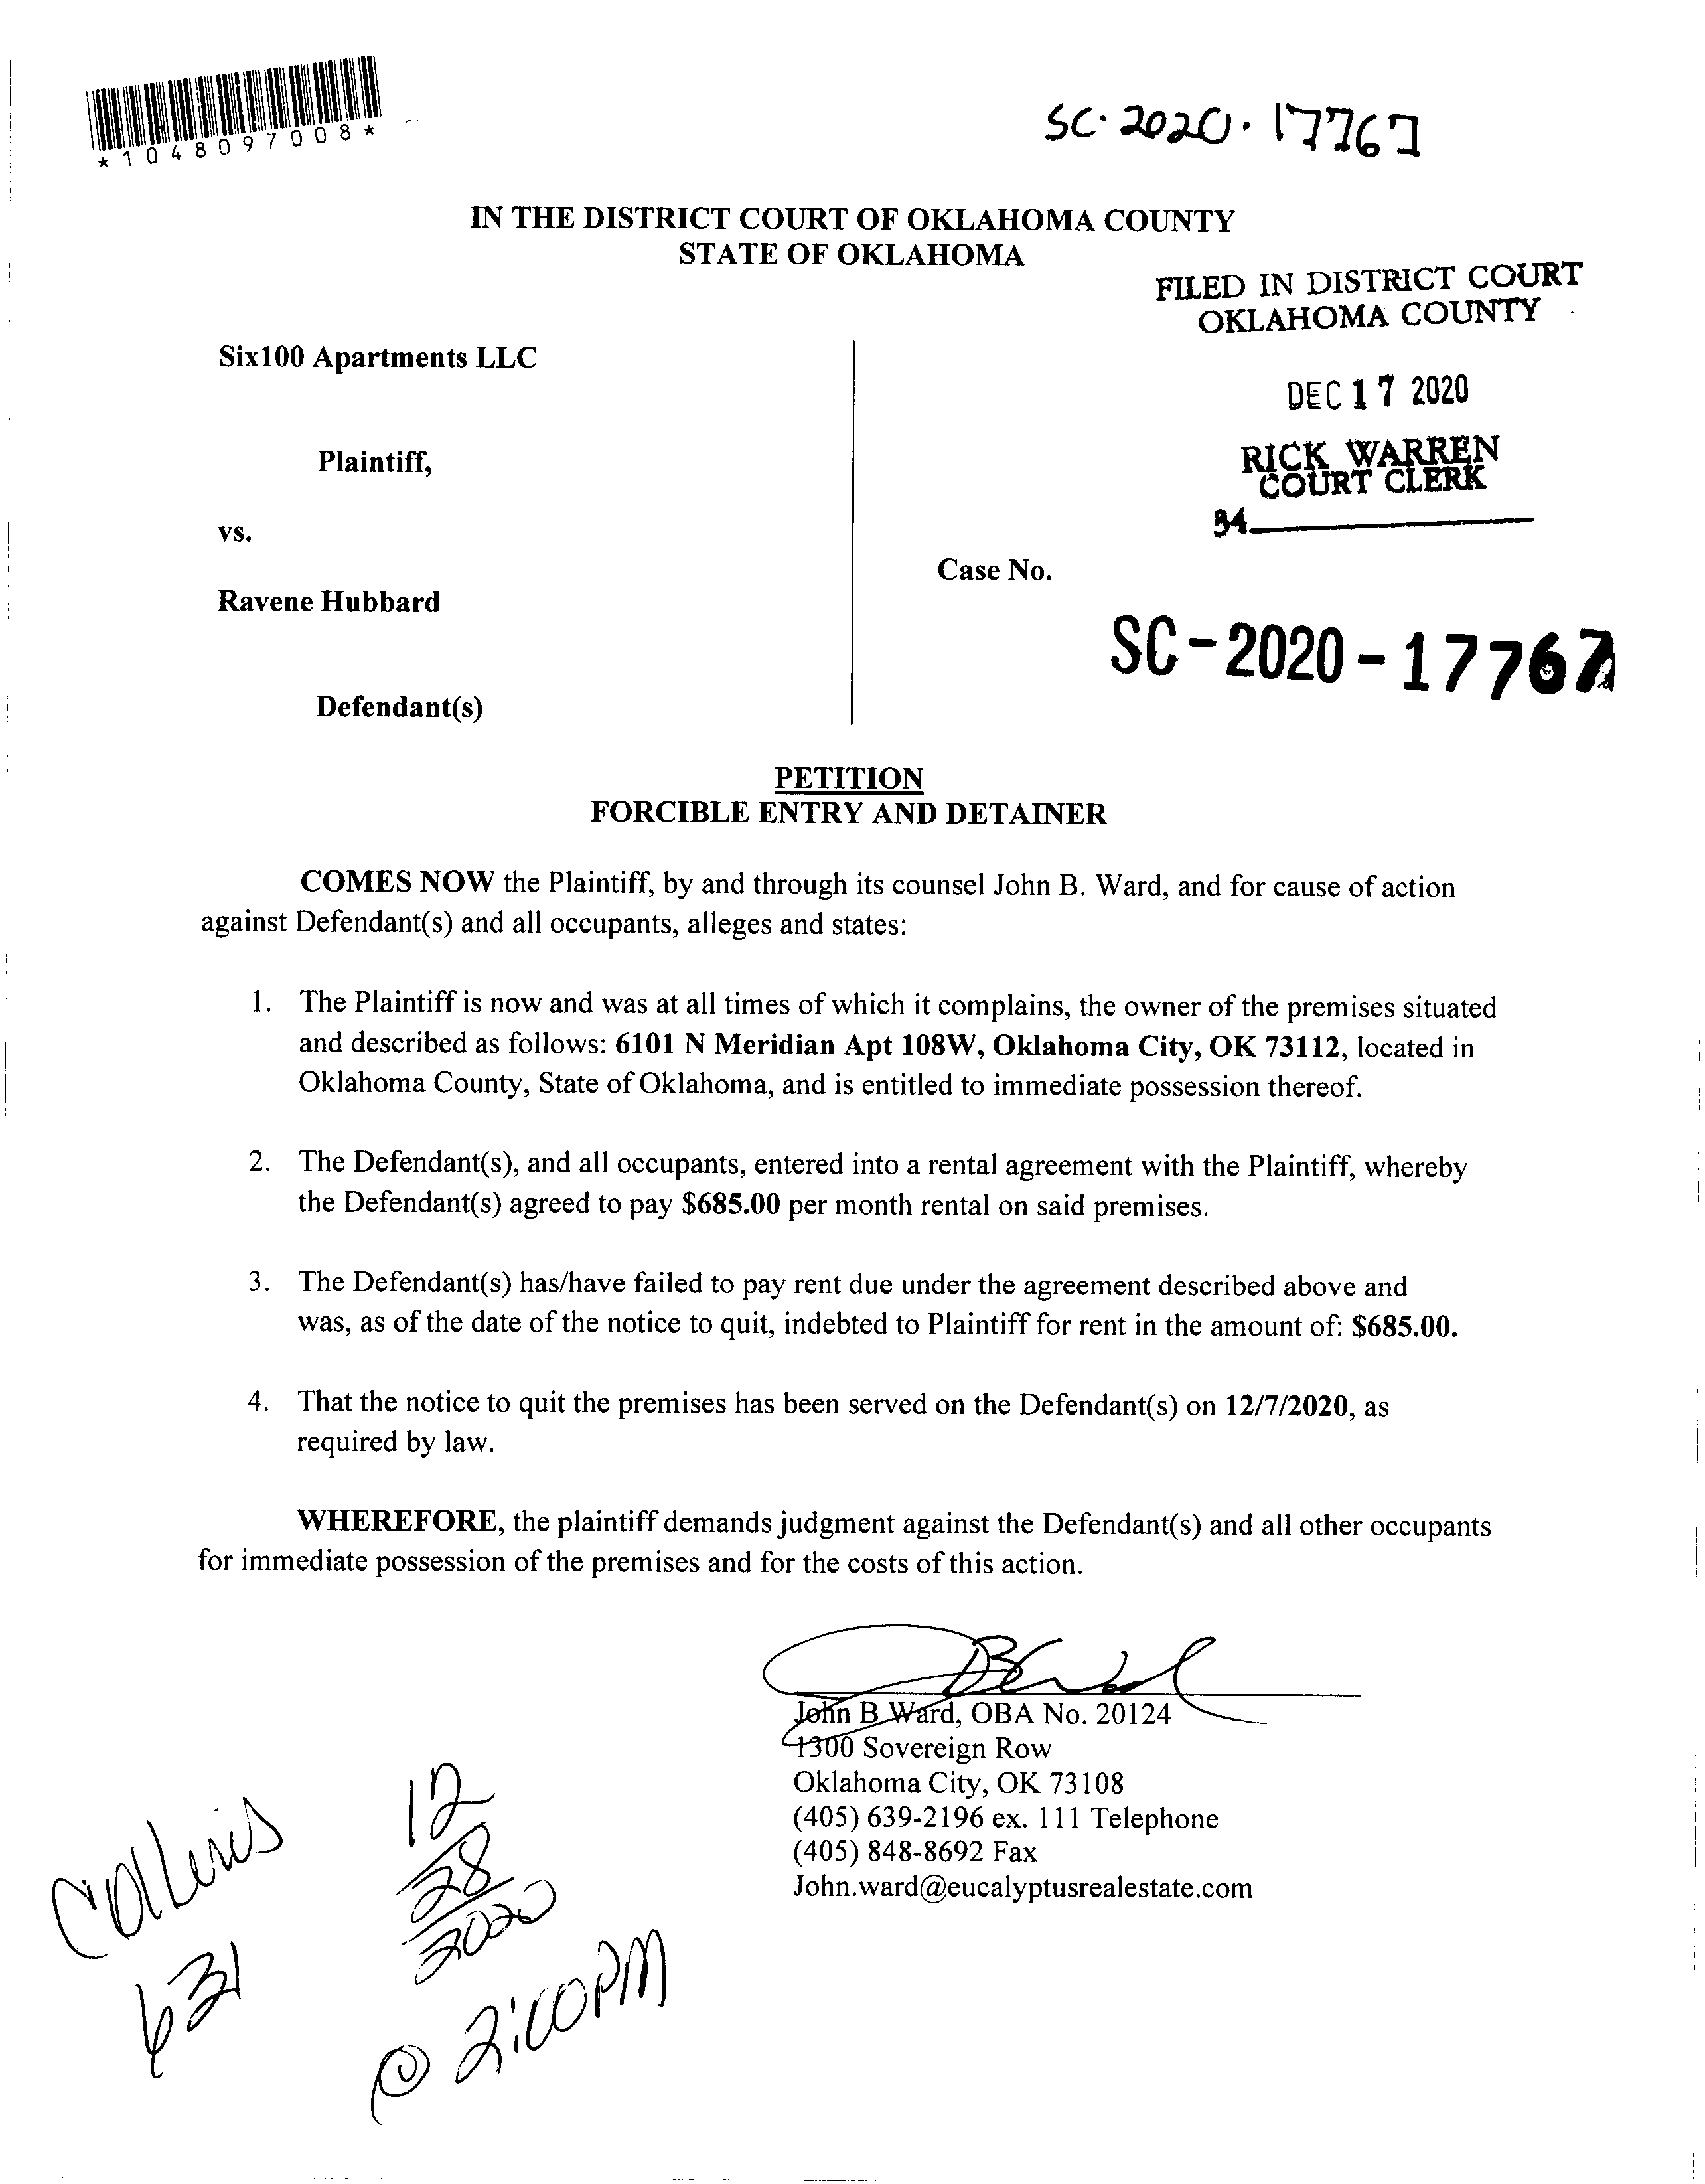 *1048097008*
SC-2020-17767
IN THE DISTRICT COURT OF OKLAHOMA COUNTY
STATE OF OKLAHOMA
FILED IN DISTRICT COURT
OKLAHOMA COUNTY
Six100 Apartments LLC
DEC 17 2020
Plaintiff,
RICK WARREN
COURT CLERK
34
vs.
Case No.
Ravene Hubbard
SC-2020-17767
Defendant(s)
PETITION
FORCIBLE ENTRY AND DETAINER
COMES NOW the Plaintiff, by and through its counsel John B. Ward, and for cause of action
against Defendant(s) and all occupants, alleges and states:
1. The Plaintiff is now and was at all times of which it complains, the owner of the premises situated
and described as follows: 6101 N Meridian Apt 108W, Oklahoma City, OK 73112, located in
Oklahoma County, State of Oklahoma, and is entitled to immediate possession thereof.
2. The Defendant(s), and all occupants, entered into a rental agreement with the Plaintiff, whereby
the Defendant(s) agreed to pay $685.00 per month rental on said premises.
3. The Defendant(s) has/have failed to pay rent due under the agreement described above and
was, as of the date of the notice to quit, indebted to Plaintiff for rent in the amount of: $685.00.
4. That the notice to quit the premises has been served on the Defendant(s) on 12/7/2020, as
required by law.
WHEREFORE, the plaintiff demands judgment against the Defendant(s) and all other occupants
for immediate possession of the premises and for the costs of this action.
John B Ward, OBA No. 20124
1300 Sovereign Row
Oklahoma City, OK 73108
(405) 639-2196 ex. 111 Telephone
(405) 848-8692 Fax
John.ward@eucalyptusrealestate.com
Collins
631
12
28
2020
@ 2:00PM